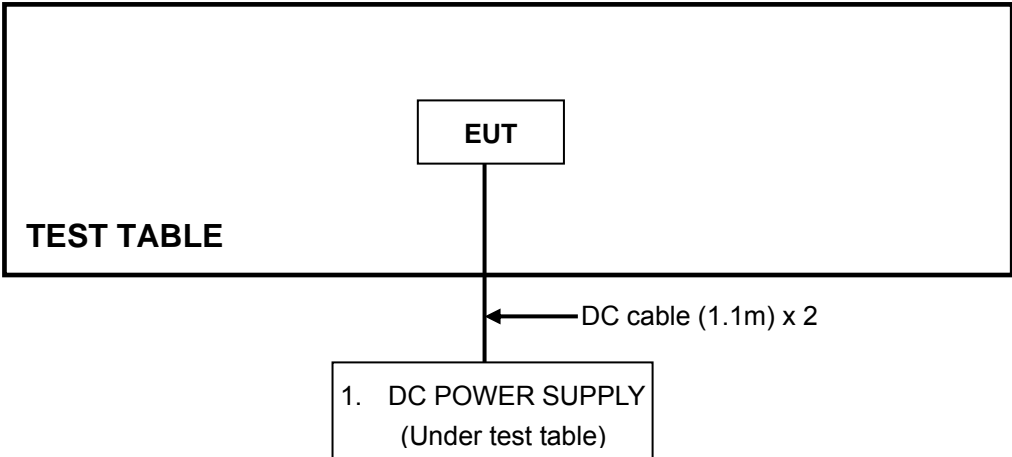 EUT
TEST TABLE
DC cable (1.1m) x 2
1. DC POWER SUPPLY
(Under test table)